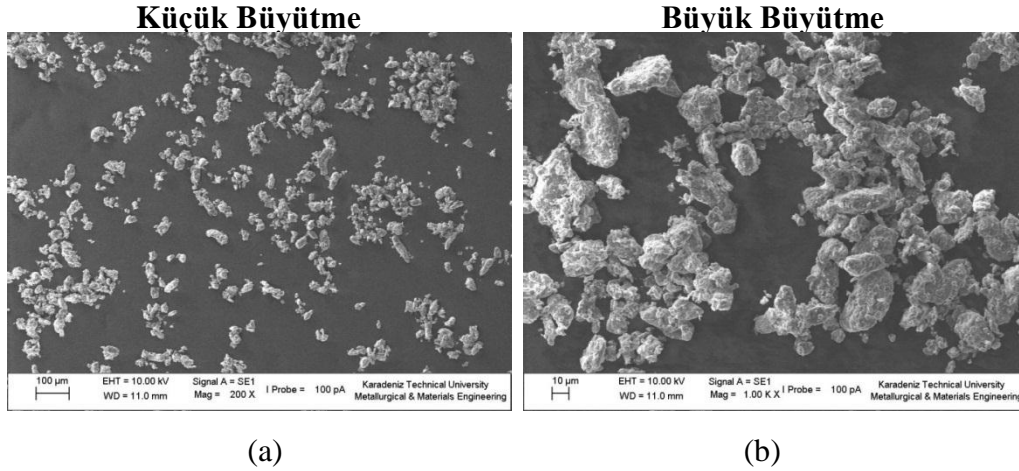 Küçük Büyütme
Büyük Büyütme
100 µm
EHT = 10.00 kV
Signal A = SE1
I Probe = 100 pA
Karadeniz Technical University
WD = 11.0 mm
Mag = 200 X
Metallurgical & Materials Engineering
10 µm
EHT = 10.00 kV
Signal A = SE1
I Probe = 100 pA
Karadeniz Technical University
WD = 11.0 mm
Mag = 1.00 K X
Metallurgical & Materials Engineering
(a)
(b)